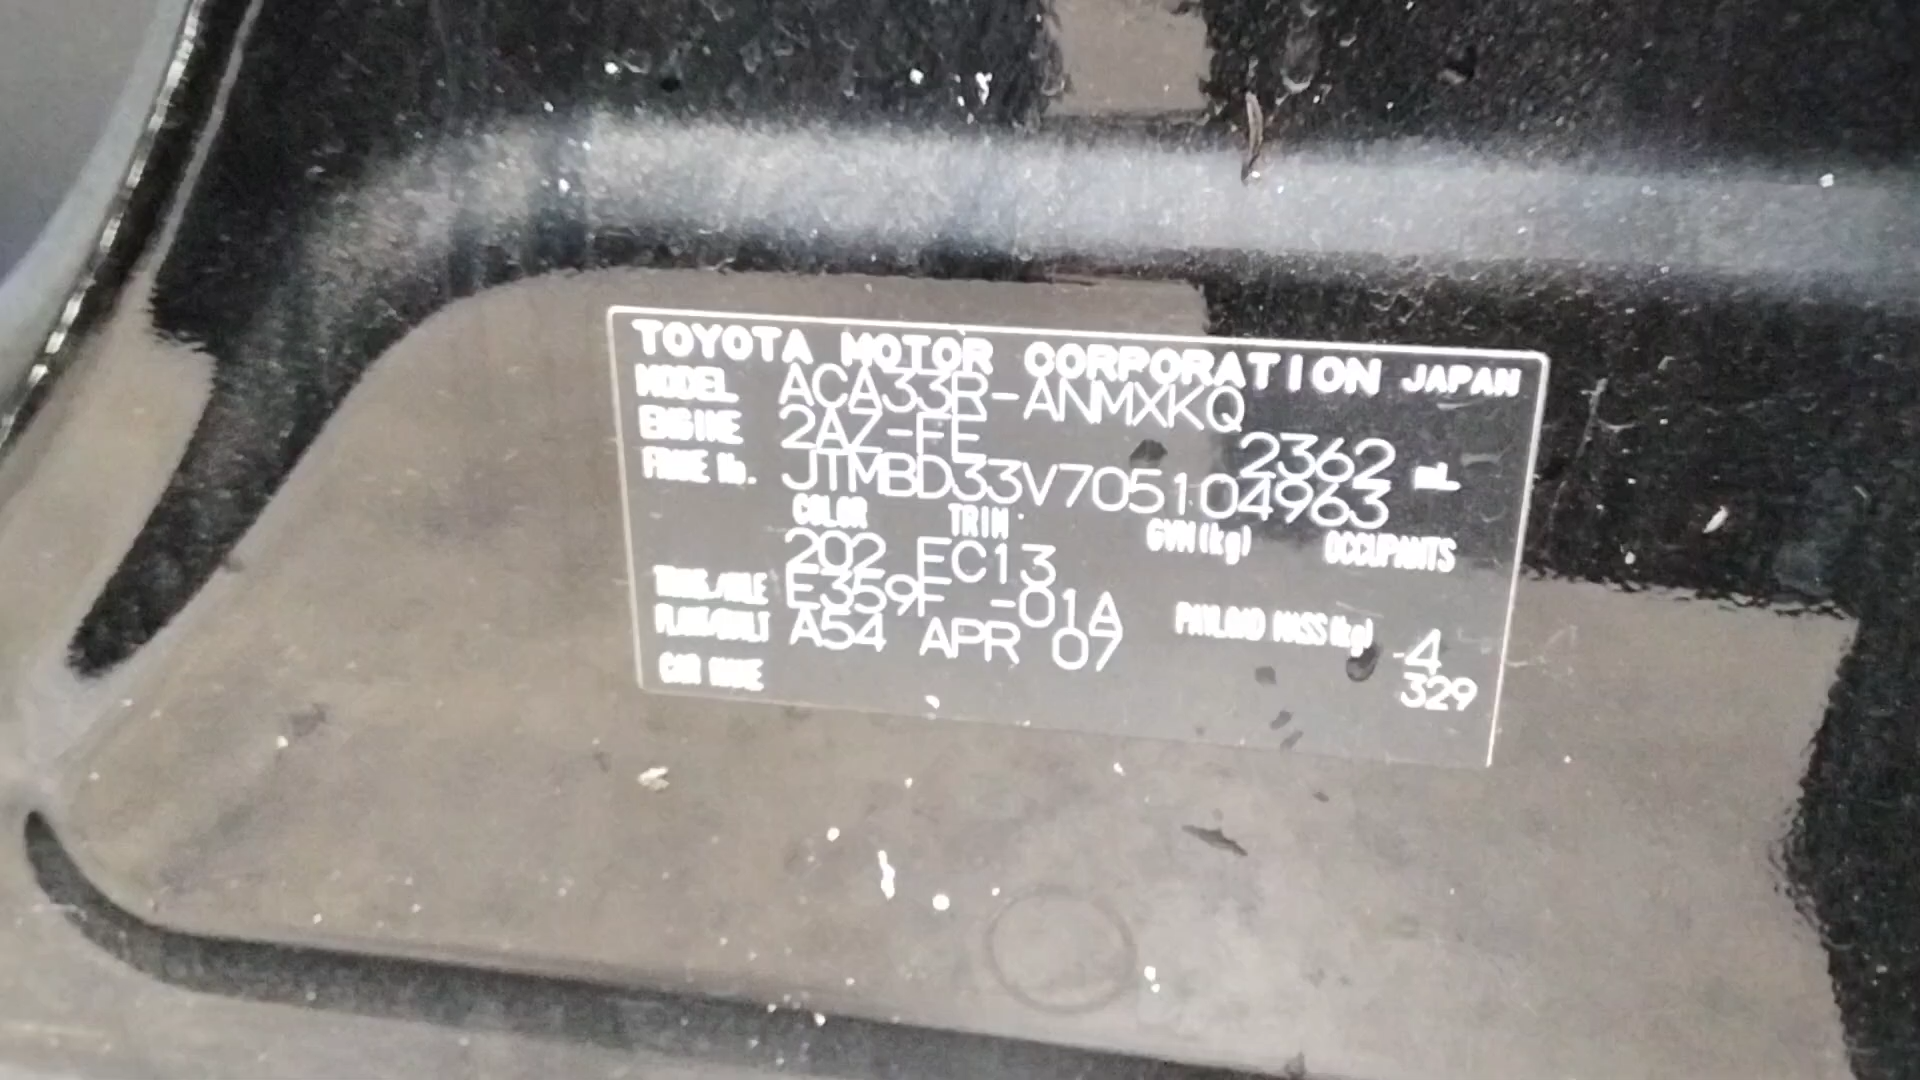 TOYOTA MOTOR CORPORATION JAPAN
MODEL ACA33R-ANMXKQ
ENGINE 2AZ-FE 2362 mL
FRAME No. JTMBD33V705104963
COLOR TRIM GVM(kg) OCCUPANTS
202 FC13
TRANS./AXLE E359F -01A
PLANT/BUILT A54 APR 07 PAYLOAD MASS(kg) -4
CAR NAME 329